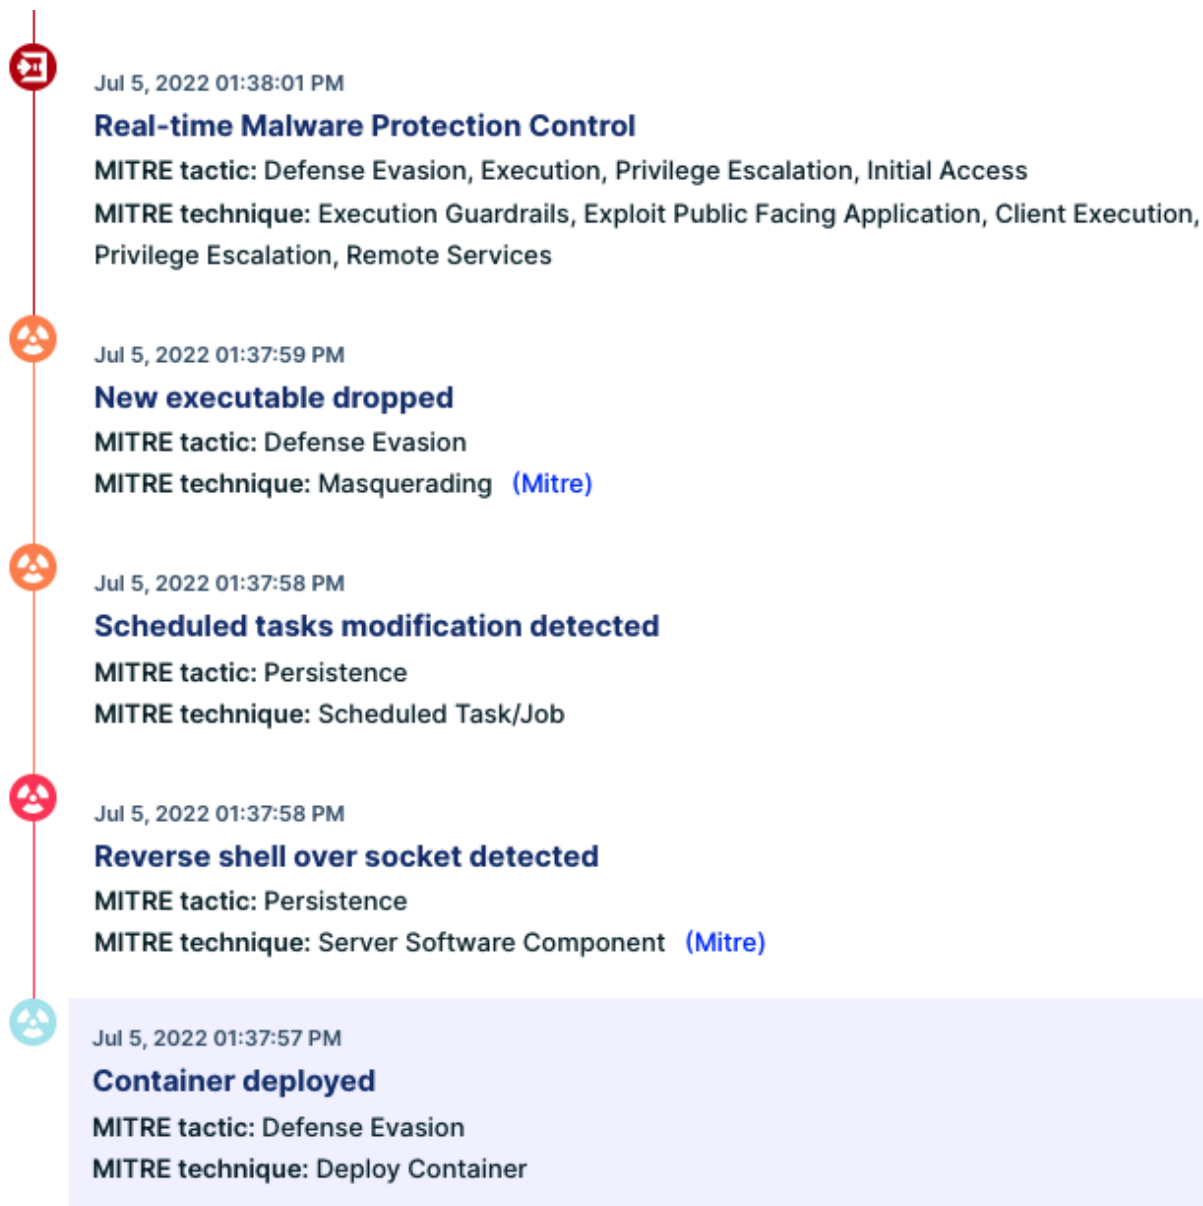 Jul 5, 2022 01:38:01 PM
Real-time Malware Protection Control
MITRE tactic: Defense Evasion, Execution, Privilege Escalation, Initial Access
MITRE technique: Execution Guardrails, Exploit Public Facing Application, Client Execution,
Privilege Escalation, Remote Services
Jul 5, 2022 01:37:59 PM
New executable dropped
MITRE tactic: Defense Evasion
MITRE technique: Masquerading (Mitre)
Jul 5, 2022 01:37:58 PM
Scheduled tasks modification detected
MITRE tactic: Persistence
MITRE technique: Scheduled Task/Job
Jul 5, 2022 01:37:58 PM
Reverse shell over socket detected
MITRE tactic: Persistence
MITRE technique: Server Software Component (Mitre)
Jul 5, 2022 01:37:57 PM
Container deployed
MITRE tactic: Defense Evasion
MITRE technique: Deploy Container